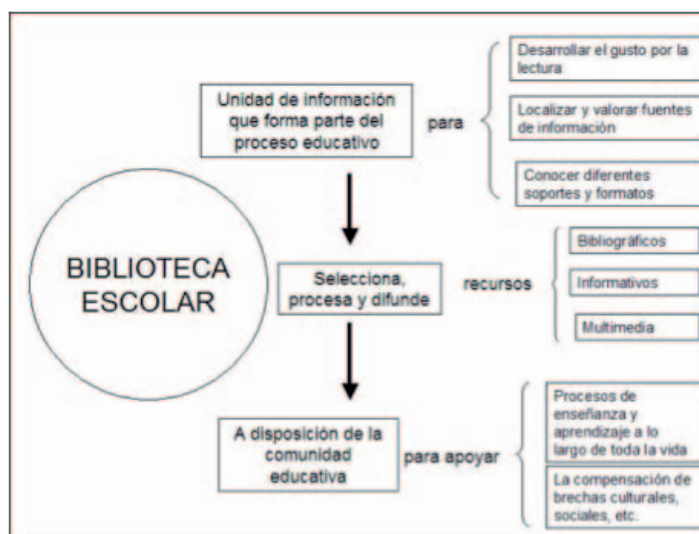 Desarrollar el gusto por la
lectura
Unidad de información
que forma parte del
proceso educativo
para
Localizar y valorar fuentes
de información
Conocer diferentes
soportes y formatos
BIBLIOTECA
ESCOLAR
Selecciona,
procesa y difunde
recursos
Bibliográficos
Informativos
Multimedia
A disposición de la
comunidad
educativa
para apoyar
Procesos de
enseñanza y
aprendizaje a lo
largo de toda la vida
La compensación de
brechas culturales,
sociales, etc.